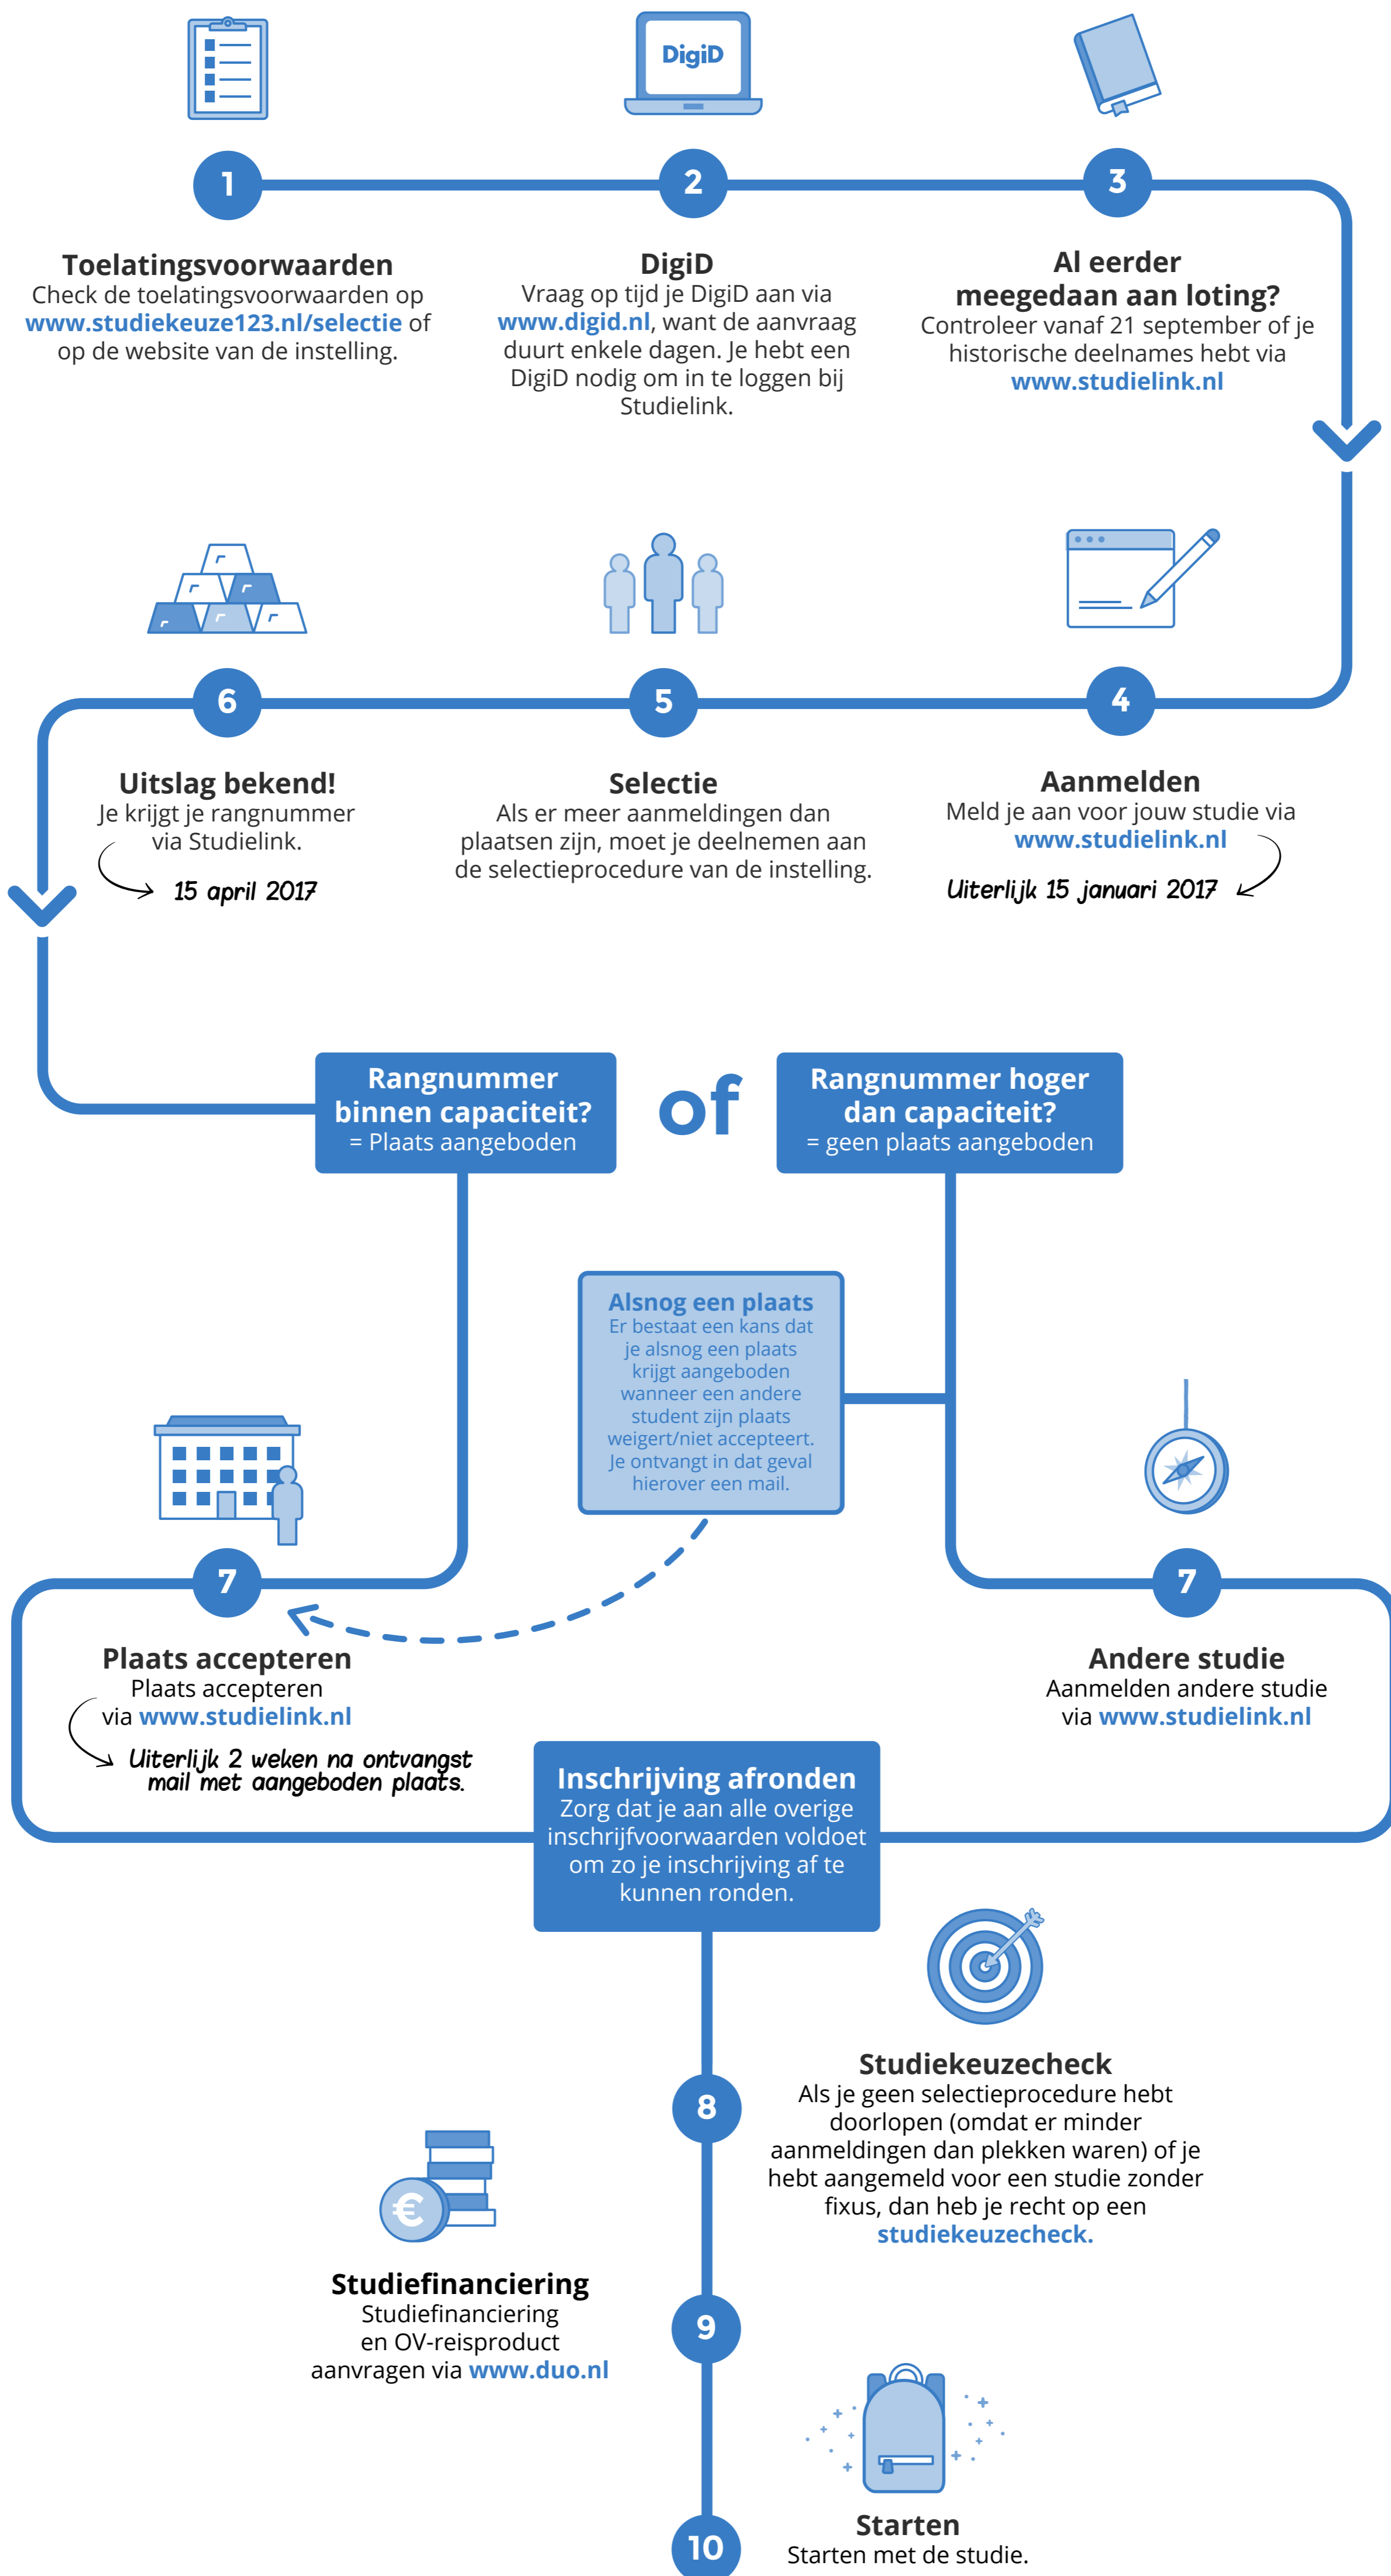 DigiD
1
2
3
Toelatingsvoorwaarden
Check de toelatingsvoorwaarden op
www.studiekeuze123.nl/selectie of
op de website van de instelling.
DigiD
Vraag op tijd je DigiD aan via
www.digid.nl, want de aanvraag
duurt enkele dagen. Je hebt een
DigiD nodig om in te loggen bij
Studielink.
Al eerder
meegedaan aan loting?
Controleer vanaf 21 september of je
historische deelnames hebt via
www.studielink.nl
4
Aanmelden
Meld je aan voor jouw studie via
www.studielink.nl
Uiterlijk 15 januari 2017
5
Selectie
Als er meer aanmeldingen dan
plaatsen zijn, moet je deelnemen aan
de selectieprocedure van de instelling.
6
Uitslag bekend!
Je krijgt je rangnummer
via Studielink.
15 april 2017
Rangnummer
binnen capaciteit?
= Plaats aangeboden
of
Rangnummer hoger
dan capaciteit?
= geen plaats aangeboden
Alsnog een plaats
Er bestaat een kans dat
je alsnog een plaats
krijgt aangeboden
wanneer een andere
student zijn plaats
weigert/niet accepteert.
Je ontvangt in dat geval
hierover een mail.
7
Plaats accepteren
Plaats accepteren
via www.studielink.nl
Uiterlijk 2 weken na ontvangst
mail met aangeboden plaats.
7
Andere studie
Aanmelden andere studie
via www.studielink.nl
Inschrijving afronden
Zorg dat je aan alle overige
inschrijfvoorwaarden voldoet
om zo je inschrijving af te
kunnen ronden.
8
Studiekeuzecheck
Als je geen selectieprocedure hebt
doorlopen (omdat er minder
aanmeldingen dan plekken waren) of je
hebt aangemeld voor een studie zonder
fixus, dan heb je recht op een
studiekeuzecheck.
€
9
Studiefinanciering
Studiefinanciering
en OV-reisproduct
aanvragen via www.duo.nl
10
Starten
Starten met de studie.